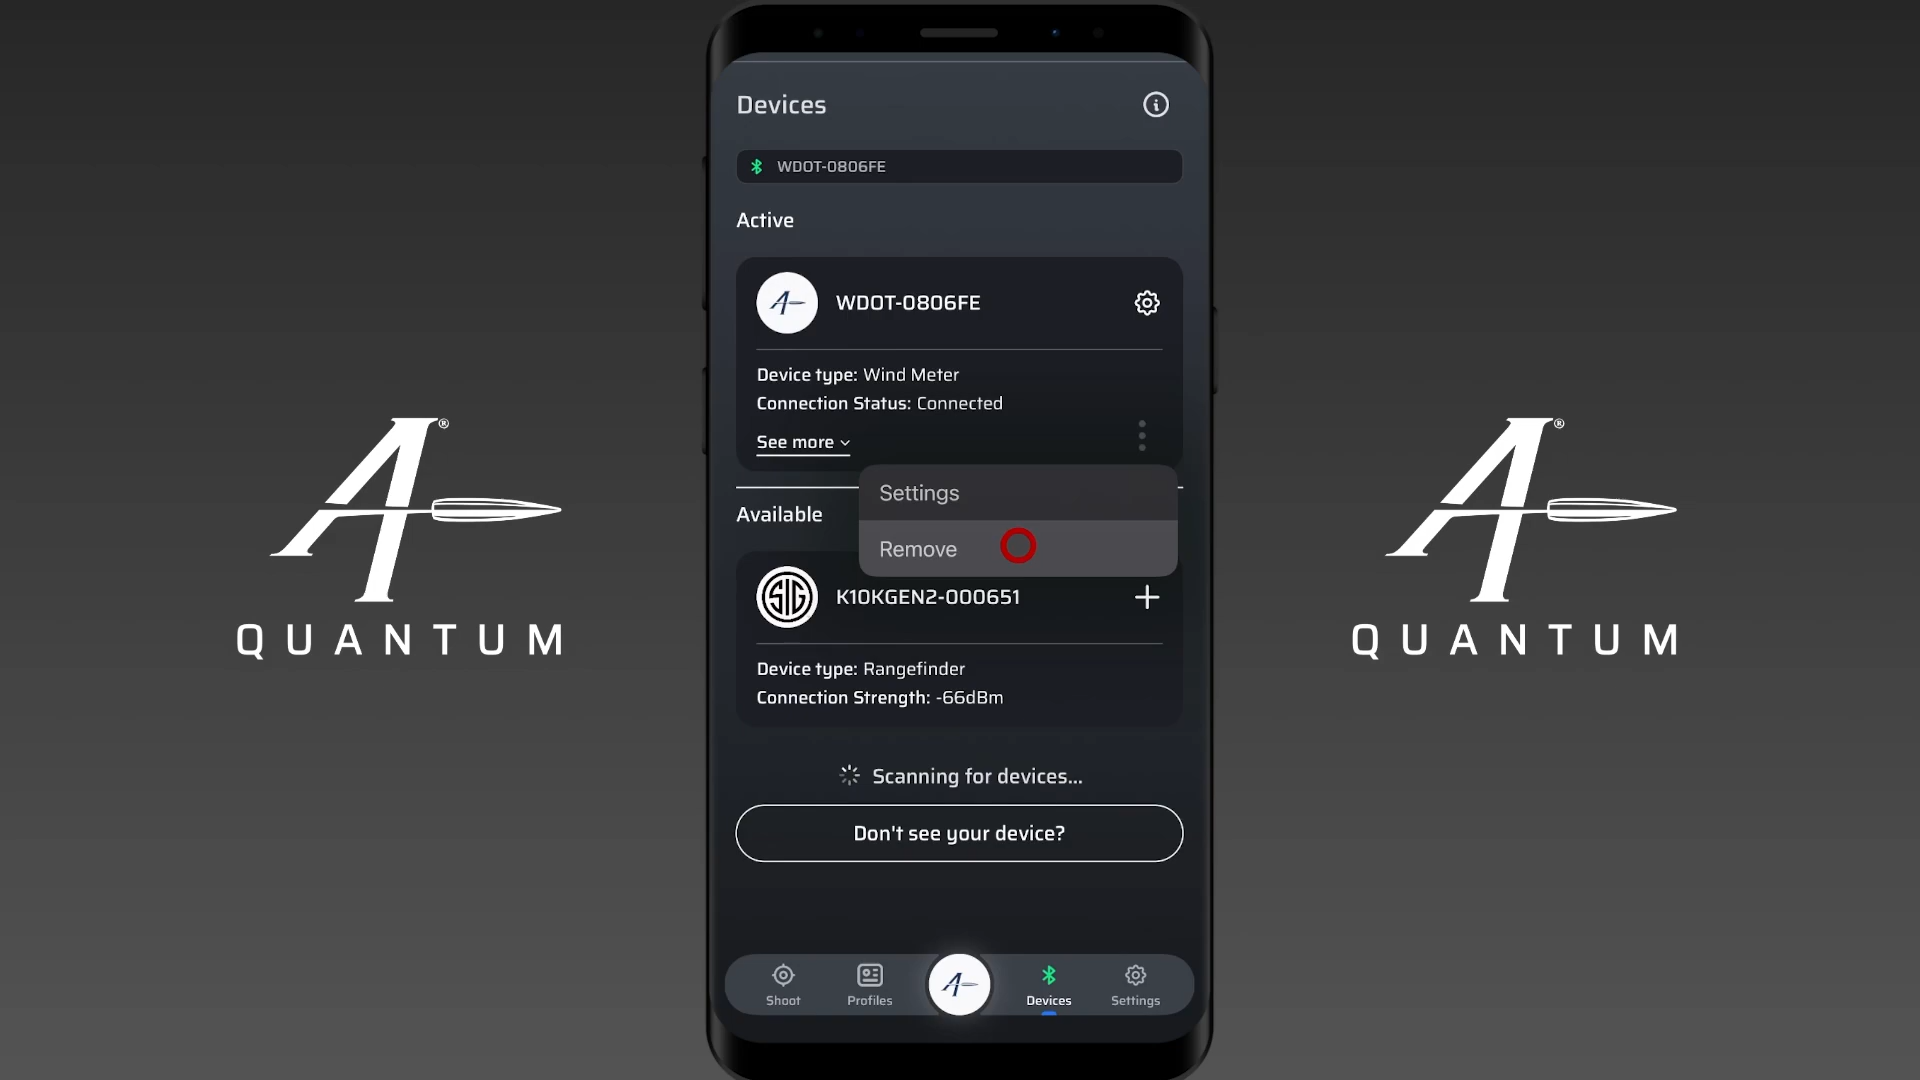 Devices
WDOT-0806FE
Active
WDOT-0806FE
Device type: Wind Meter
Connection Status: Connected
See more
Settings
Remove
Available
SIG
K10KGEN2-000651
Device type: Rangefinder
Connection Strength: -66dBm
Scanning for devices...
Don't see your device?
Shoot
Profiles
Devices
Settings
A®
QUANTUM
A®
QUANTUM